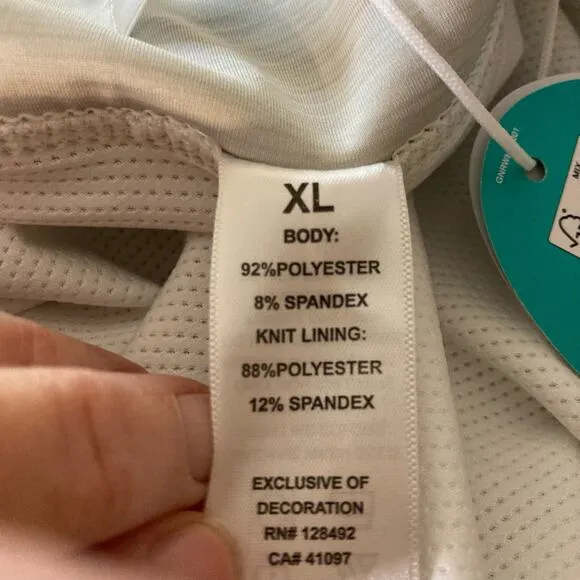 XL
BODY:
92%POLYESTER
8% SPANDEX
KNIT LINING:
88%POLYESTER
12% SPANDEX
EXCLUSIVE OF
DECORATION
RN# 128492
CA# 41097